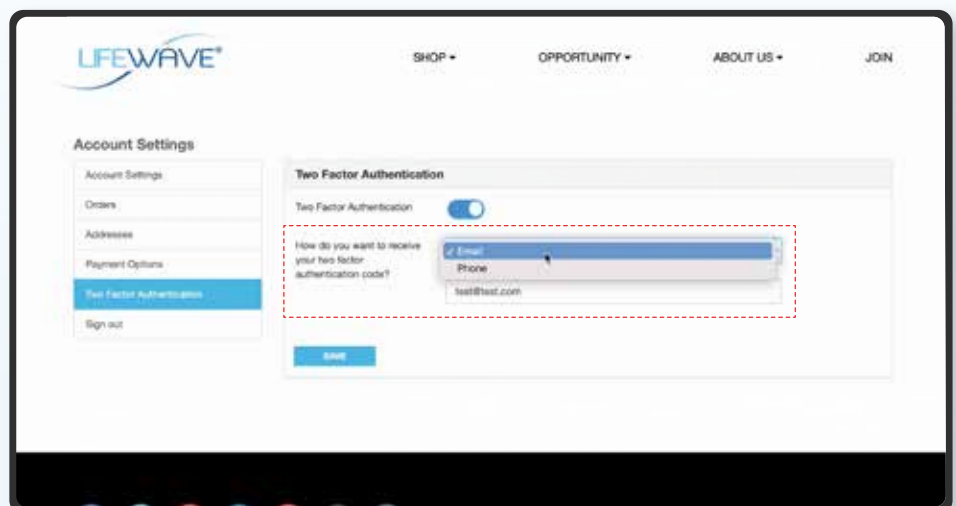 LIFEWAVE®
SHOP
OPPORTUNITY
ABOUT US
JOIN
Account Settings
Account Settings
Orders
Addresses
Payment Options
Two Factor Authentication
Sign out
Two Factor Authentication
Two Factor Authentication
How do you want to receive
your two factor
authentication code?
✓ Email
Phone
test@test.com
SAVE